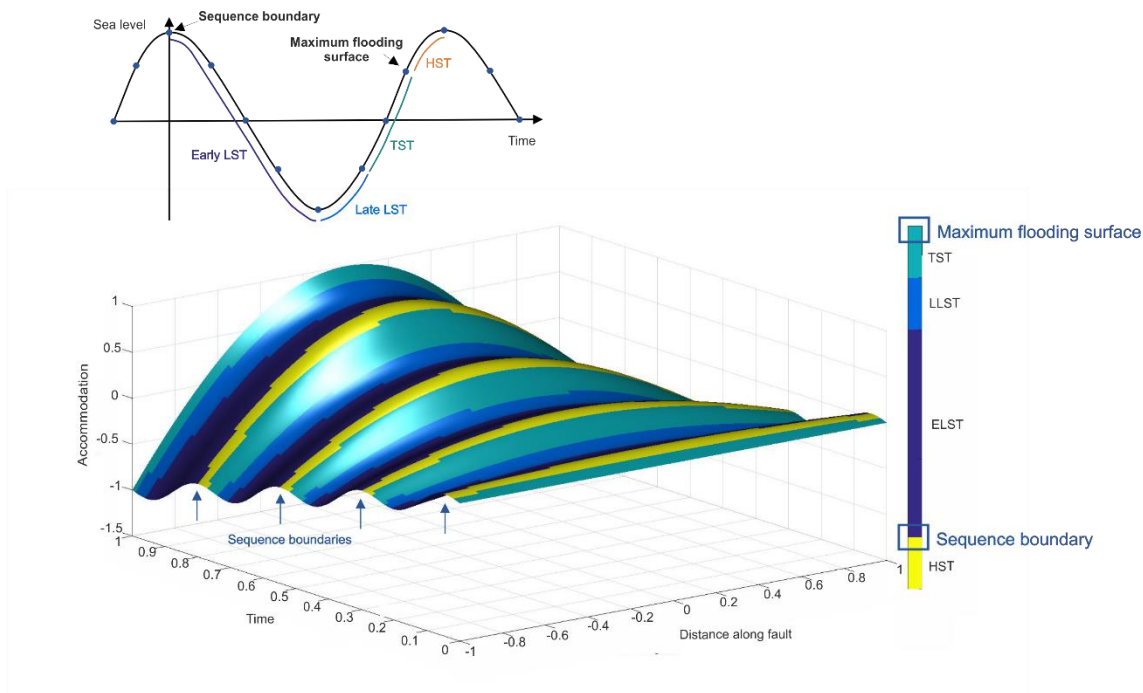 Sea level
Sequence boundary
Maximum flooding
surface
HST
Time
TST
Early LST
Late LST
Maximum flooding surface
TST
LLST
ELST
Sequence boundary
HST
1
0.5
0
-0.5
-1
-1.5
Accommodation
Sequence boundaries
1
0.9
0.8
0.7
0.6
0.5
0.4
0.3
0.2
0.1
0
Time
-1
-0.8
-0.6
-0.4
-0.2
0
0.2
0.4
0.6
0.8
1
Distance along fault